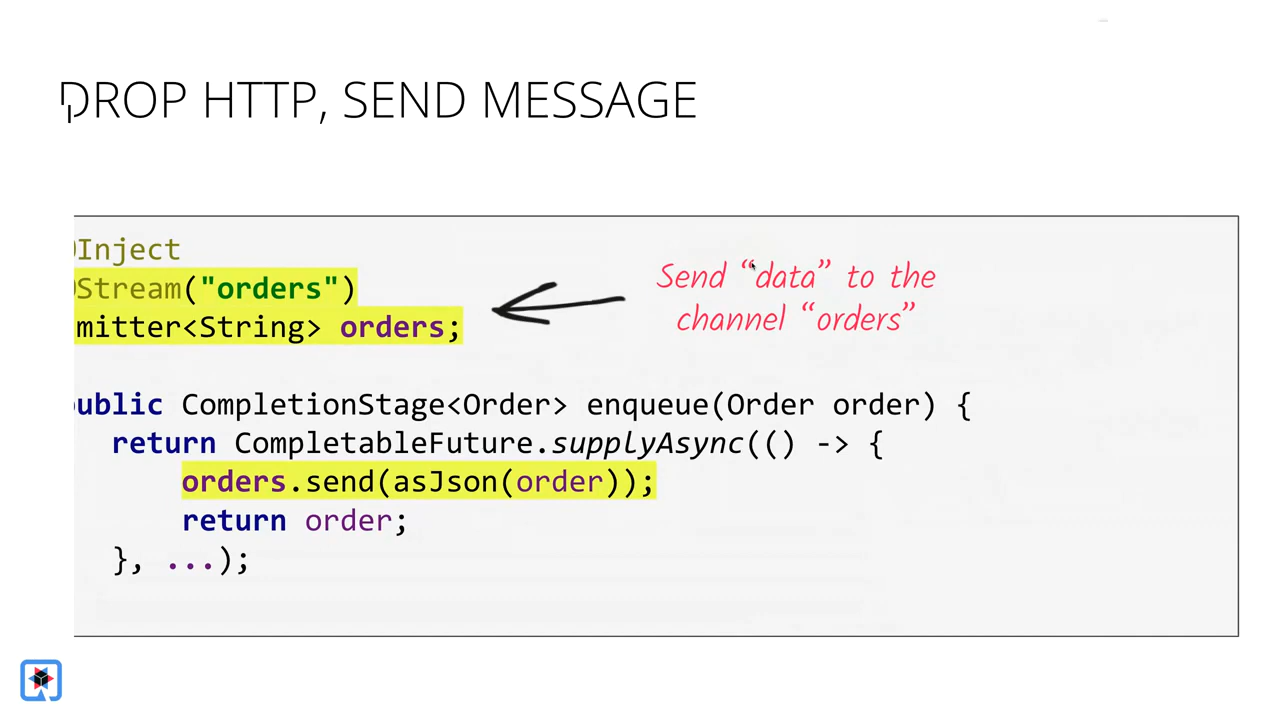 DROP HTTP, SEND MESSAGE
@Inject
@Stream("orders")
mitter<String> orders;
Send “data” to the
channel “orders”
public CompletionStage<Order> enqueue(Order order) {
return CompletableFuture.supplyAsync(() -> {
orders.send(asJson(order));
return order;
}, ...);